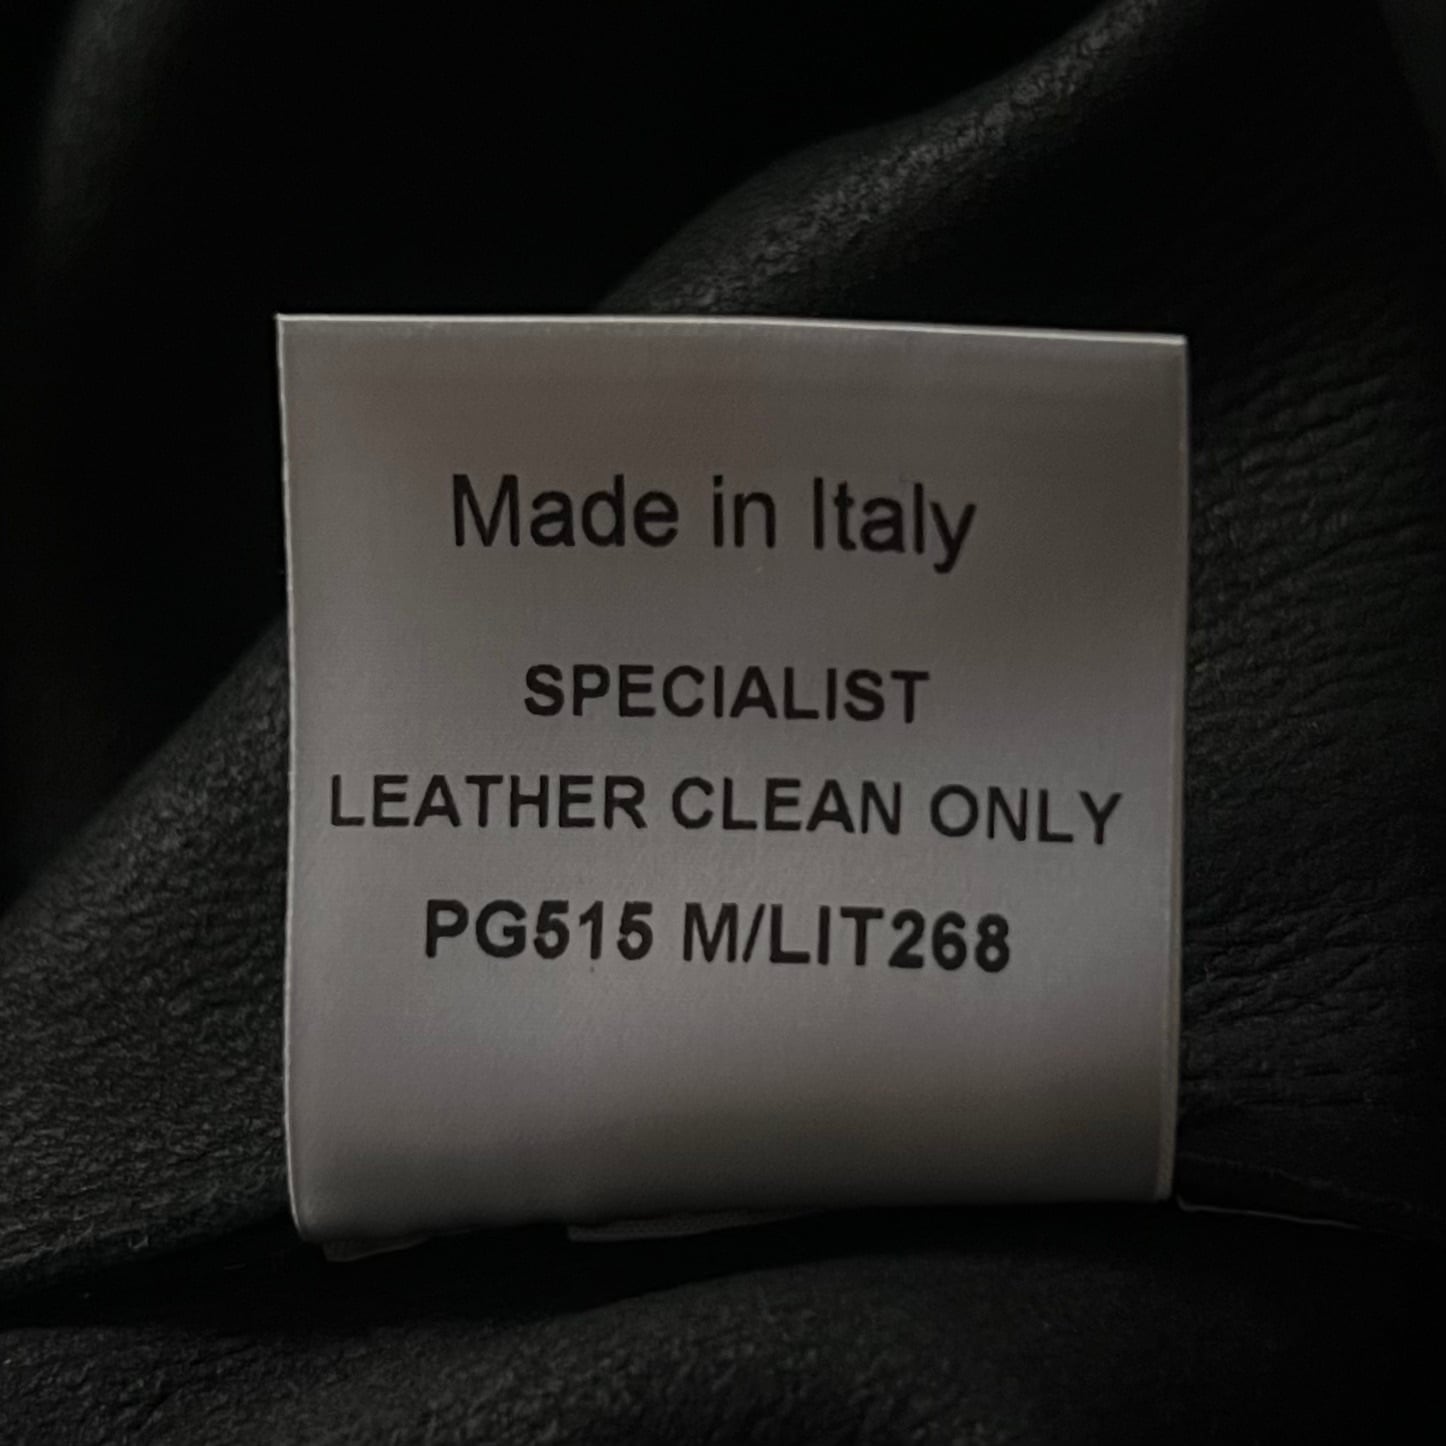 Made in Italy
SPECIALIST
LEATHER CLEAN ONLY
PG515 M/LIT268